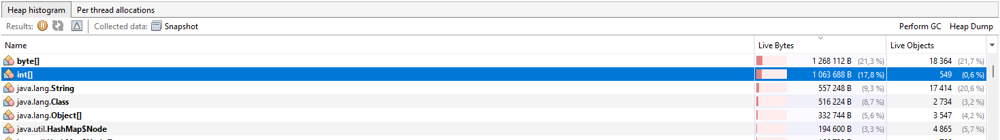 Heap histogram Per thread allocations
Results: Collected data: Snapshot Perform GC Heap Dump
Name Live Bytes Live Objects
byte[] 1 268 112 B (21,3 %) 18 364 (21,7 %)
int[] 1 063 688 B (17,8 %) 549 (0,6 %)
java.lang.String 557 248 B (9,3 %) 17 414 (20,6 %)
java.lang.Class 516 224 B (8,7 %) 2 734 (3,2 %)
java.lang.Object[] 332 744 B (5,6 %) 3 547 (4,2 %)
java.util.HashMap$Node 194 600 B (3,3 %) 4 865 (5,7 %)